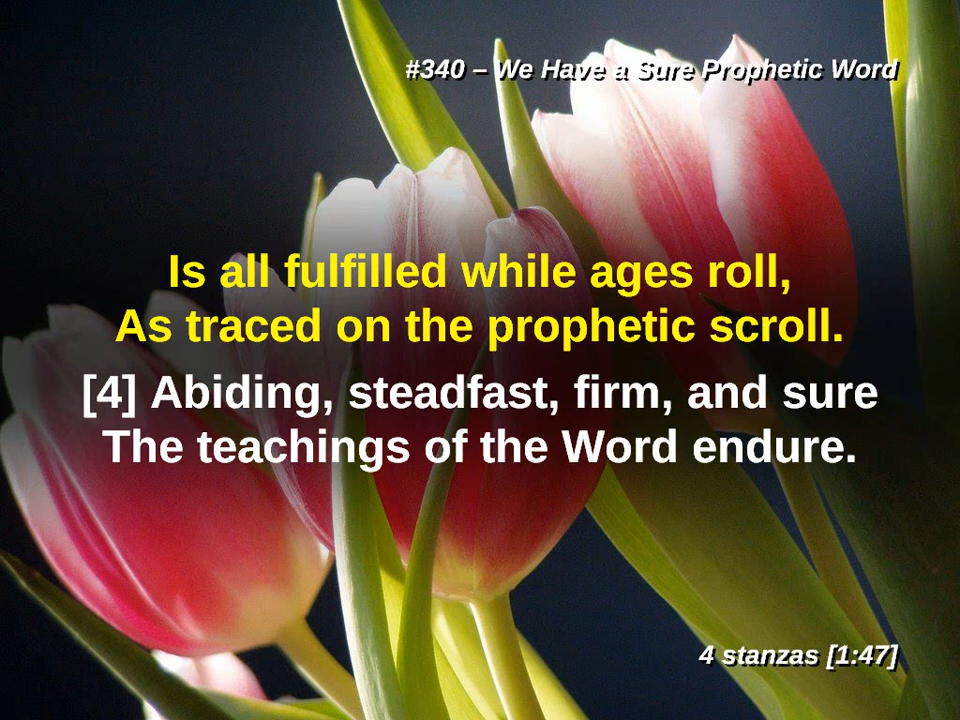 #340 – We Have a Sure Prophetic Word
Is all fulfilled while ages roll,
As traced on the prophetic scroll.
[4] Abiding, steadfast, firm, and sure
The teachings of the Word endure.
4 stanzas [1:47]